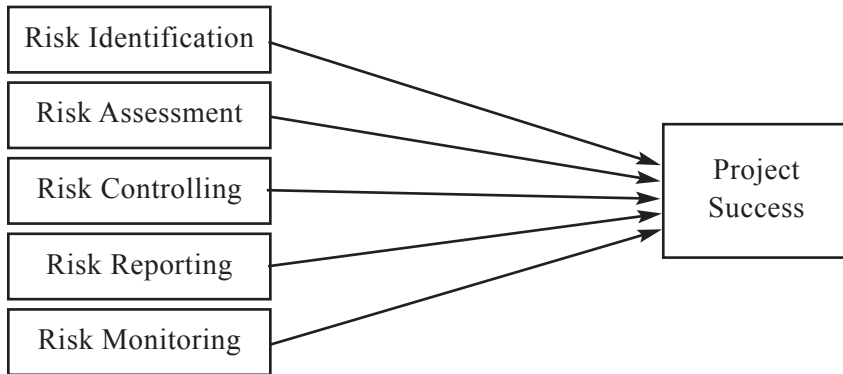 Risk Identification
Risk Assessment
Risk Controlling
Risk Reporting
Risk Monitoring
Project
Success